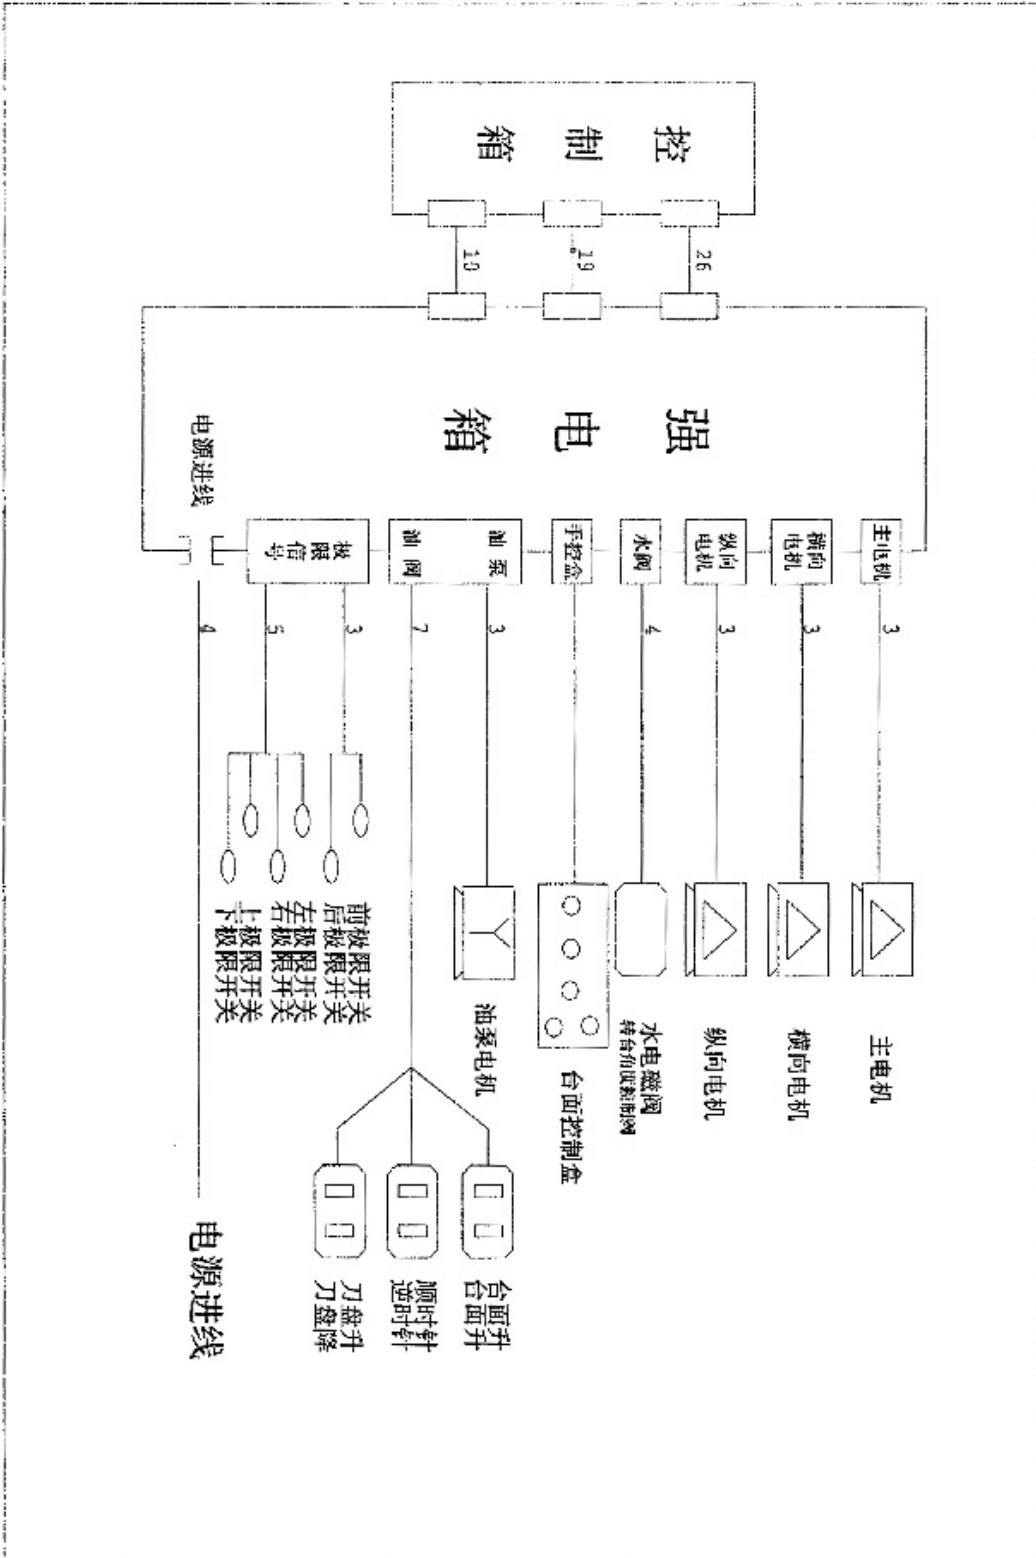 控制箱
26
19
10
强电箱
主电机
3
主电机
横向
电机
3
横向电机
纵向
电机
3
纵向电机
水阀
4
水电磁阀
手控盒
台面控制盒
油泵
3
油泵电机
油阀
7
台面升
台面升
顺时针
逆时针
刀盘升
刀盘降
极限
信号
3
前极限开关
后极限开关
5
左极限开关
右极限开关
上极限开关
下极限开关
电源进线
4
电源进线